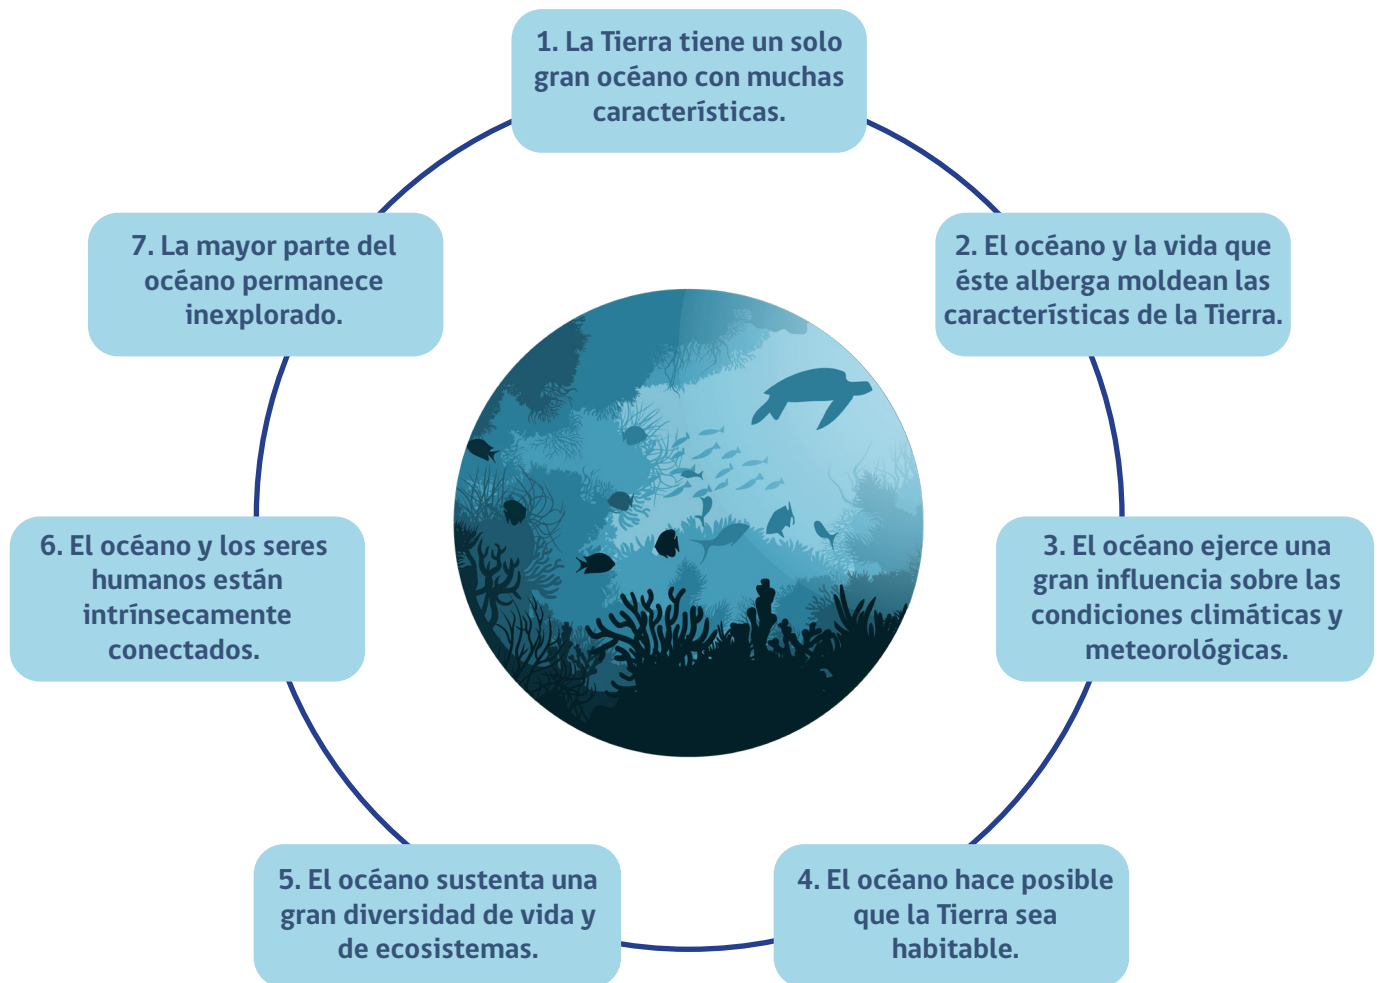 1. La Tierra tiene un solo
gran océano con muchas
características.
2. El océano y la vida que
éste alberga moldean las
características de la Tierra.
3. El océano ejerce una
gran influencia sobre las
condiciones climáticas y
meteorológicas.
4. El océano hace posible
que la Tierra sea
habitable.
5. El océano sustenta una
gran diversidad de vida y
de ecosistemas.
6. El océano y los seres
humanos están
intrínsecamente
conectados.
7. La mayor parte del
océano permanece
inexplorado.